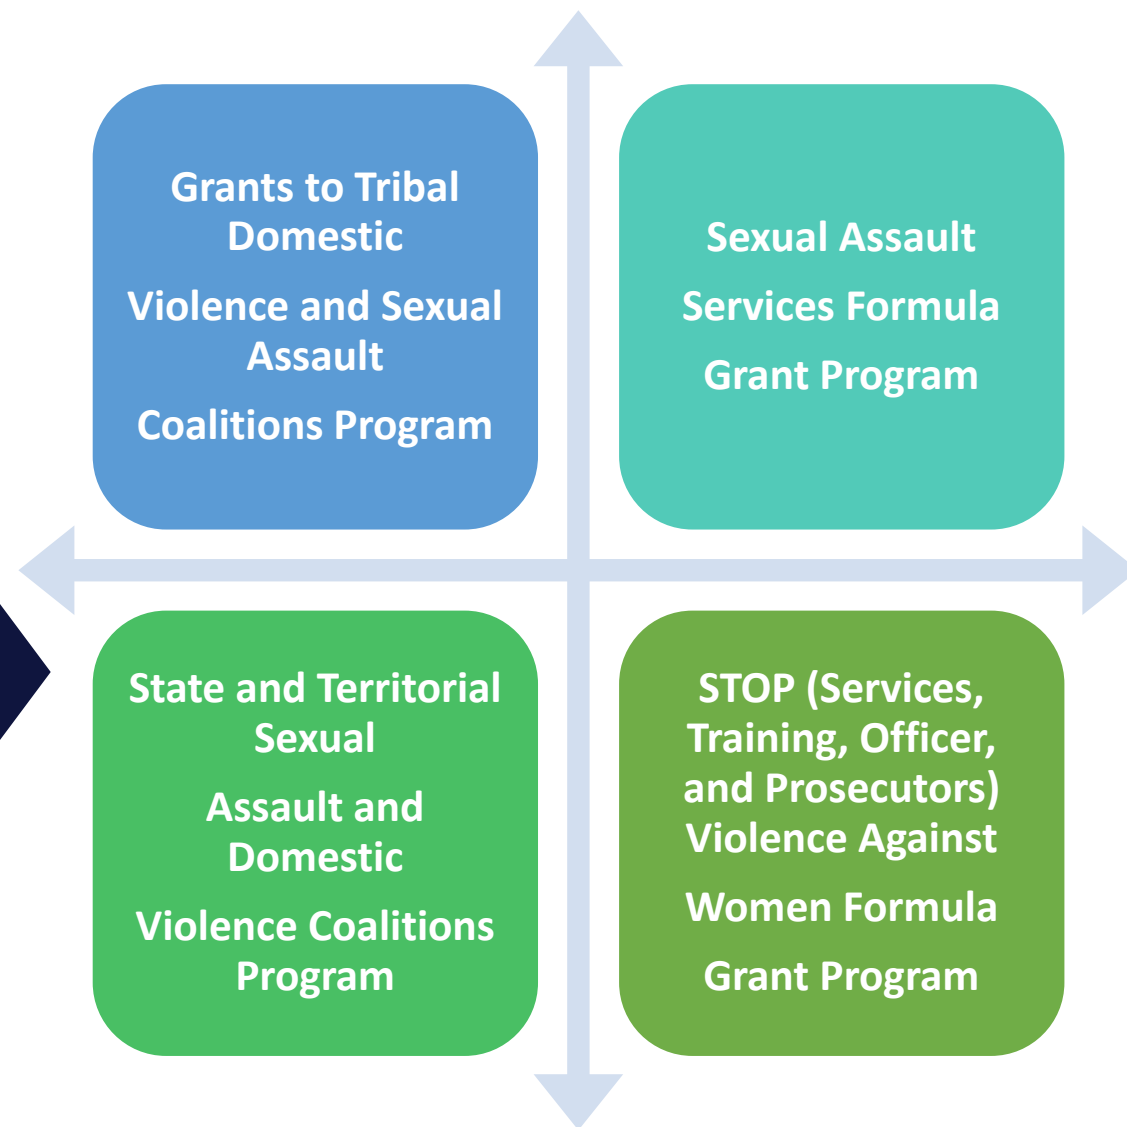 Grants to Tribal
Domestic
Violence and Sexual
Assault
Coalitions Program
Sexual Assault
Services Formula
Grant Program
State and Territorial
Sexual
Assault and
Domestic
Violence Coalitions
Program
STOP (Services,
Training, Officer,
and Prosecutors)
Violence Against
Women Formula
Grant Program